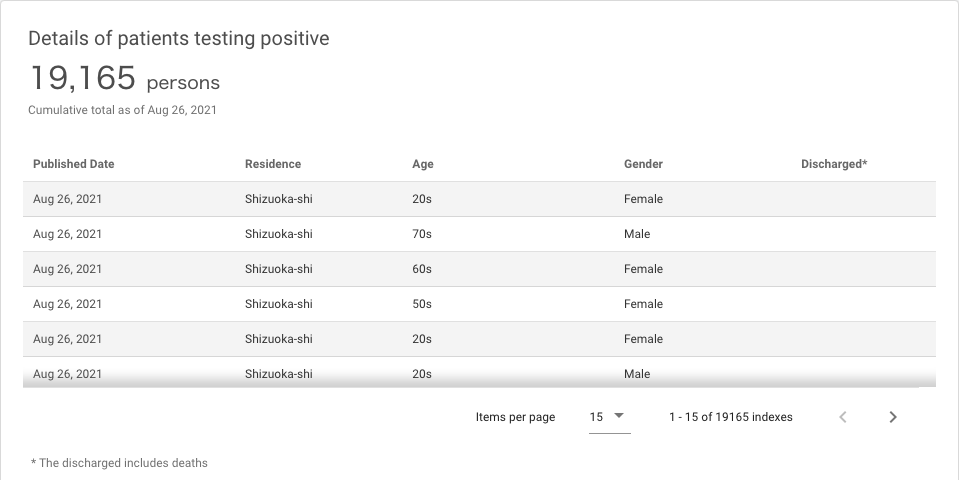 Details of patients testing positive
19,165 persons
Cumulative total as of Aug 26, 2021
Published Date Residence Age Gender Discharged*
Aug 26, 2021 Shizuoka-shi 20s Female
Aug 26, 2021 Shizuoka-shi 70s Male
Aug 26, 2021 Shizuoka-shi 60s Female
Aug 26, 2021 Shizuoka-shi 50s Female
Aug 26, 2021 Shizuoka-shi 20s Female
Aug 26, 2021 Shizuoka-shi 20s Male
Items per page 15 1 - 15 of 19165 indexes
* The discharged includes deaths